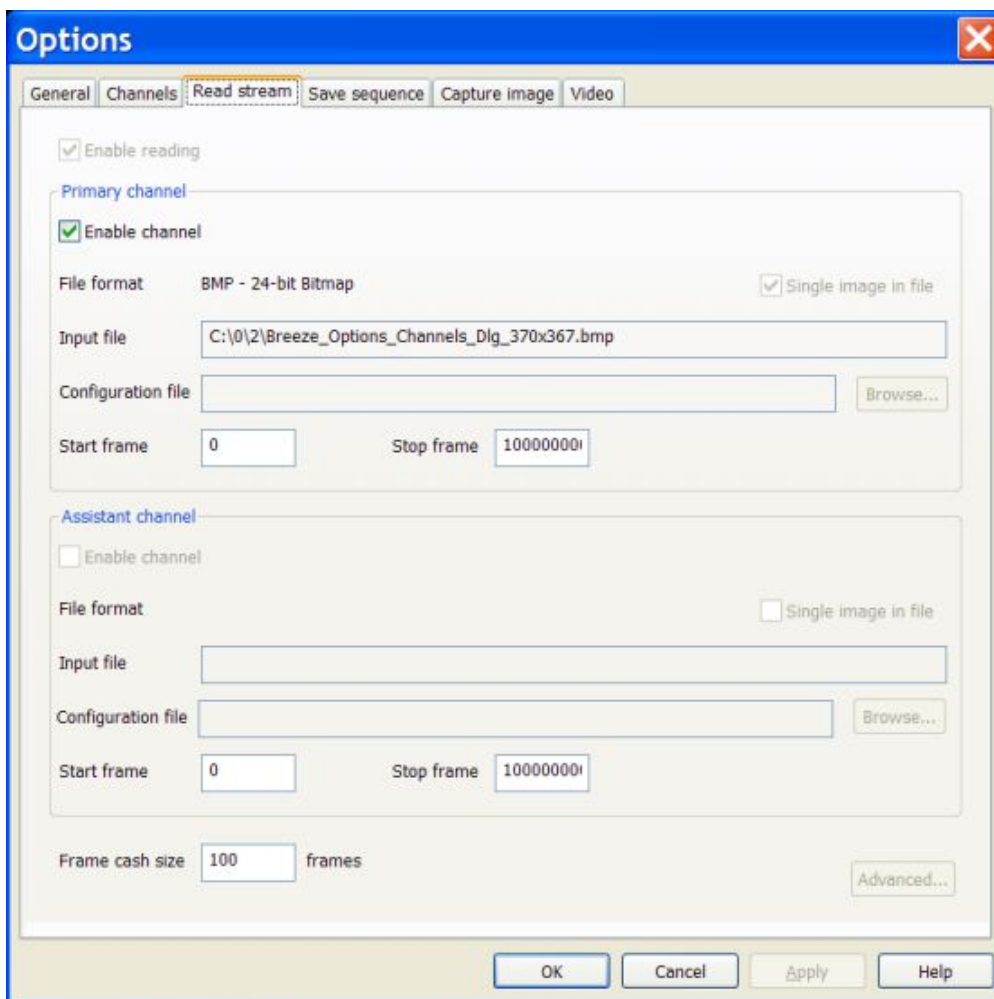 Options
General Channels Read stream Save sequence Capture image Video
Enable reading
Primary channel
Enable channel
File format BMP - 24-bit Bitmap Single image in file
Input file C:\0\2\Breeze_Options_Channels_Dlg_370x367.bmp
Configuration file Browse...
Start frame 0 Stop frame 100000000
Assistant channel
Enable channel
File format Single image in file
Input file
Configuration file Browse...
Start frame 0 Stop frame 100000000
Frame cash size 100 frames
Advanced...
OK Cancel Apply Help